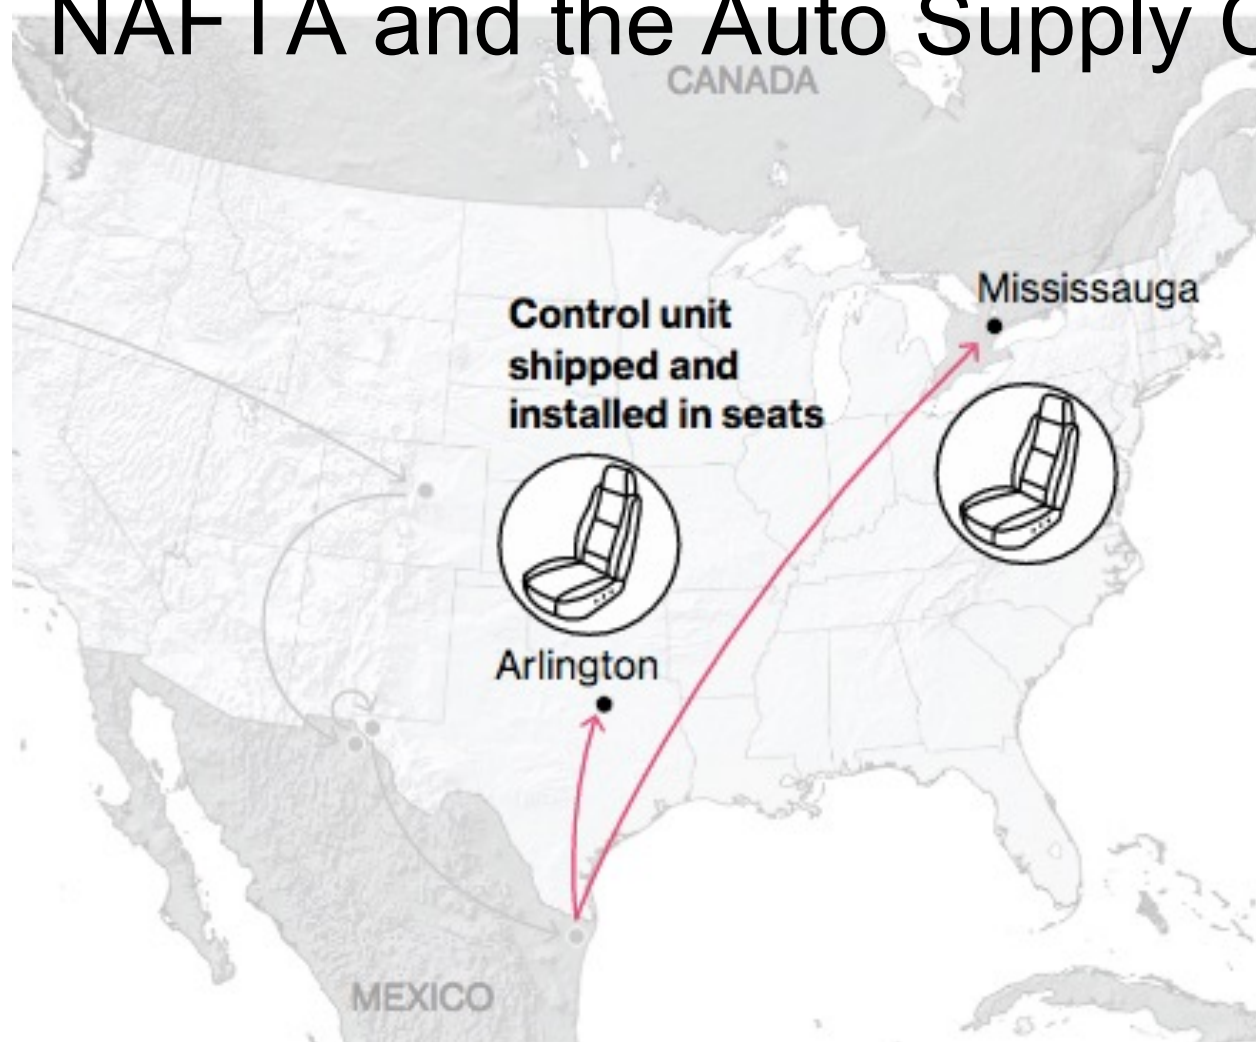 NAFTA and the Auto Supply C
CANADA
Mississauga
Control unit
shipped and
installed in seats
Arlington
MEXICO